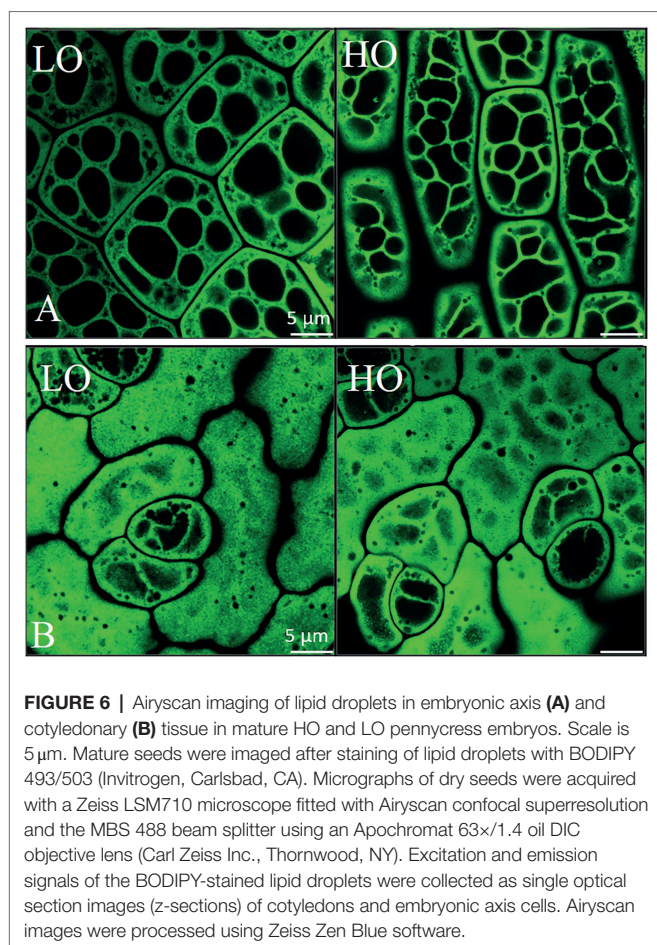 LO HO
A 5 µm
LO HO
B 5 µm
FIGURE 6 | Airyscan imaging of lipid droplets in embryonic axis (A) and
cotyledonary (B) tissue in mature HO and LO pennycress embryos. Scale is
5 µm. Mature seeds were imaged after staining of lipid droplets with BODIPY
493/503 (Invitrogen, Carlsbad, CA). Micrographs of dry seeds were acquired
with a Zeiss LSM710 microscope fitted with Airyscan confocal superresolution
and the MBS 488 beam splitter using an Apochromat 63×/1.4 oil DIC
objective lens (Carl Zeiss Inc., Thornwood, NY). Excitation and emission
signals of the BODIPY-stained lipid droplets were collected as single optical
section images (z-sections) of cotyledons and embryonic axis cells. Airyscan
images were processed using Zeiss Zen Blue software.